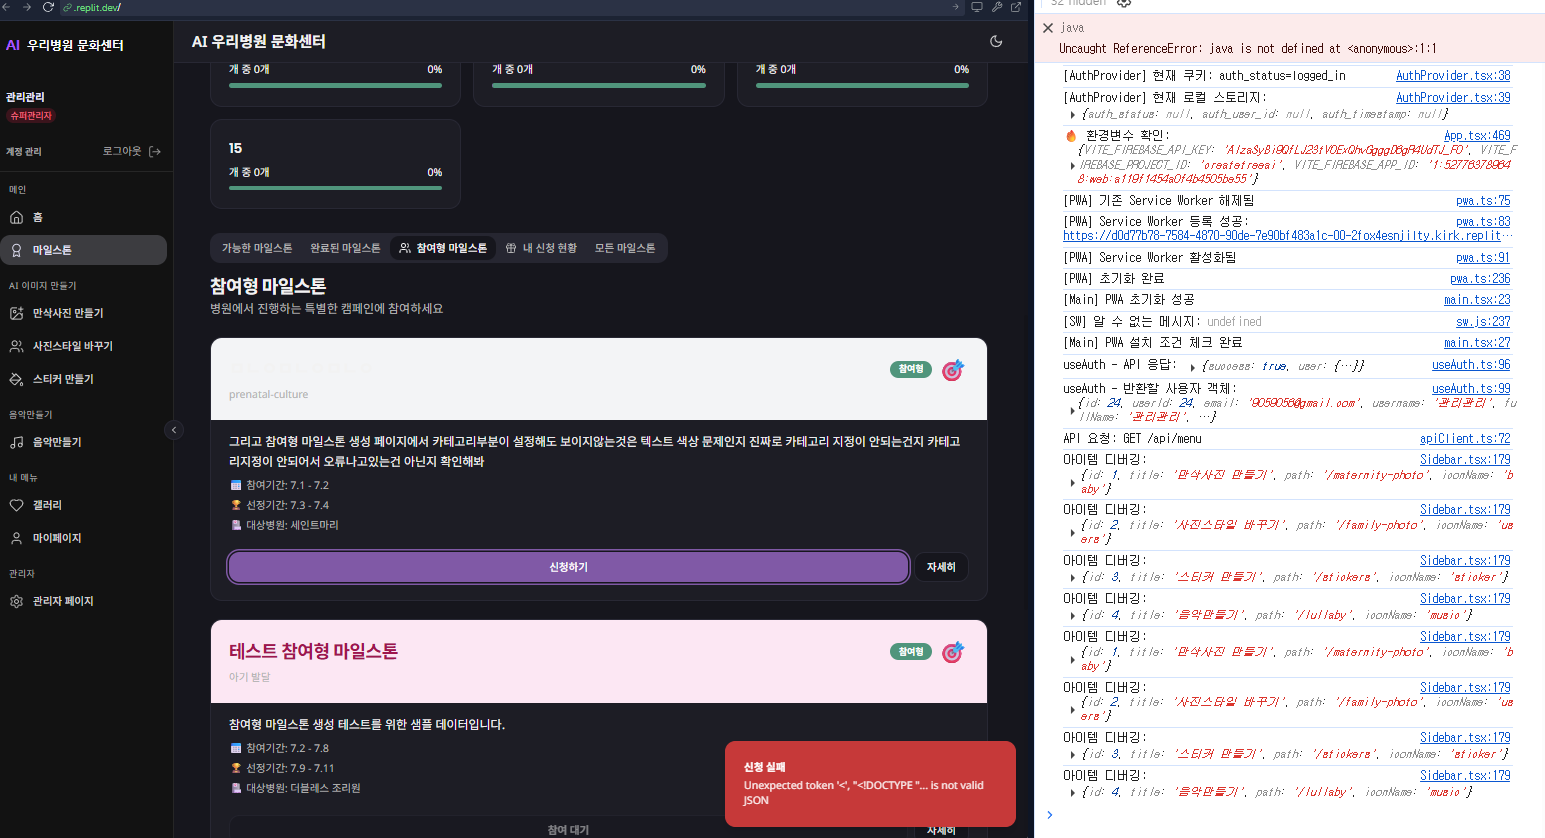 .replit.dev/
AI 우리병원 문화센터
관리관리
슈퍼관리자
계정 관리
로그아웃
메인
홈
마일스톤
AI 이미지 만들기
만삭사진 만들기
사진스타일 바꾸기
스티커 만들기
음악만들기
음악만들기
내 메뉴
갤러리
마이페이지
관리자
관리자 페이지
AI 우리병원 문화센터
개 중 0개 0%
개 중 0개 0%
개 중 0개 0%
15
개 중 0개 0%
가능한 마일스톤 완료된 마일스톤 참여형 마일스톤 내 신청 현황 모든 마일스톤
참여형 마일스톤
병원에서 진행하는 특별한 캠페인에 참여하세요
참여형
prenatal-culture
그리고 참여형 마일스톤 생성 페이지에서 카테고리부분이 설정해도 보이지않는것은 텍스트 색상 문제인지 진짜로 카테고리 지정이 안되는건지 카테고
리지정이 안되어서 오류나고있는건 아닌지 확인해봐
참여기간: 7.1 - 7.2
선정기간: 7.3 - 7.4
대상병원: 세인트마리
신청하기 자세히
테스트 참여형 마일스톤
참여형
아기 발달
참여형 마일스톤 생성 테스트를 위한 샘플 데이터입니다.
참여기간: 7.2 - 7.8
선정기간: 7.9 - 7.11
대상병원: 더블레스 조리원
참여 대기 자세히
신청 실패
Unexpected token '<', "<!DOCTYPE "... is not valid
JSON
32 hidden
java
Uncaught ReferenceError: java is not defined at <anonymous>:1:1
[AuthProvider] 현재 쿠키: auth_status=logged_in AuthProvider.tsx:38
[AuthProvider] 현재 로컬 스토리지: AuthProvider.tsx:39
{auth_status: null, auth_user_id: null, auth_timestamp: null}
🔥 환경변수 확인: App.tsx:469
{VITE_FIREBASE_API_KEY: VITE_F
IREBASE_PROJECT_ID: 'createtreeai', VITE_FIREBASE_APP_ID:
[PWA] 기존 Service Worker 해제됨 pwa.ts:75
[PWA] Service Worker 등록 성공: pwa.ts:83
https://d0d77b78-7584-4870-90de-7e90bf483a1c-00-2fox4esnjilty.kirk.replit…
[PWA] Service Worker 활성화됨 pwa.ts:91
[PWA] 초기화 완료 pwa.ts:236
[Main] PWA 초기화 성공 main.tsx:23
[SW] 알 수 없는 메시지: undefined sw.js:237
[Main] PWA 설치 조건 체크 완료 main.tsx:27
useAuth - API 응답: {success: true, user: {…}} useAuth.ts:96
useAuth - 반환할 사용자 객체: useAuth.ts:99
{id: 24, userId: 24, email: username: '관리관리', fu
llName: '관리관리', …}
API 요청: GET /api/menu apiClient.ts:72
아이템 디버깅: Sidebar.tsx:179
{id: 1, title: '만삭사진 만들기', path: '/maternity-photo', iconName: 'b
aby'}
아이템 디버깅: Sidebar.tsx:179
{id: 2, title: '사진스타일 바꾸기', path: '/family-photo', iconName: 'us
ers'}
아이템 디버깅: Sidebar.tsx:179
{id: 3, title: '스티커 만들기', path: '/stickers', iconName: 'sticker'}
아이템 디버깅: Sidebar.tsx:179
{id: 4, title: '음악만들기', path: '/lullaby', iconName: 'music'}
아이템 디버깅: Sidebar.tsx:179
{id: 1, title: '만삭사진 만들기', path: '/maternity-photo', iconName: 'b
aby'}
아이템 디버깅: Sidebar.tsx:179
{id: 2, title: '사진스타일 바꾸기', path: '/family-photo', iconName: 'us
ers'}
아이템 디버깅: Sidebar.tsx:179
{id: 3, title: '스티커 만들기', path: '/stickers', iconName: 'sticker'}
아이템 디버깅: Sidebar.tsx:179
{id: 4, title: '음악만들기', path: '/lullaby', iconName: 'music'}